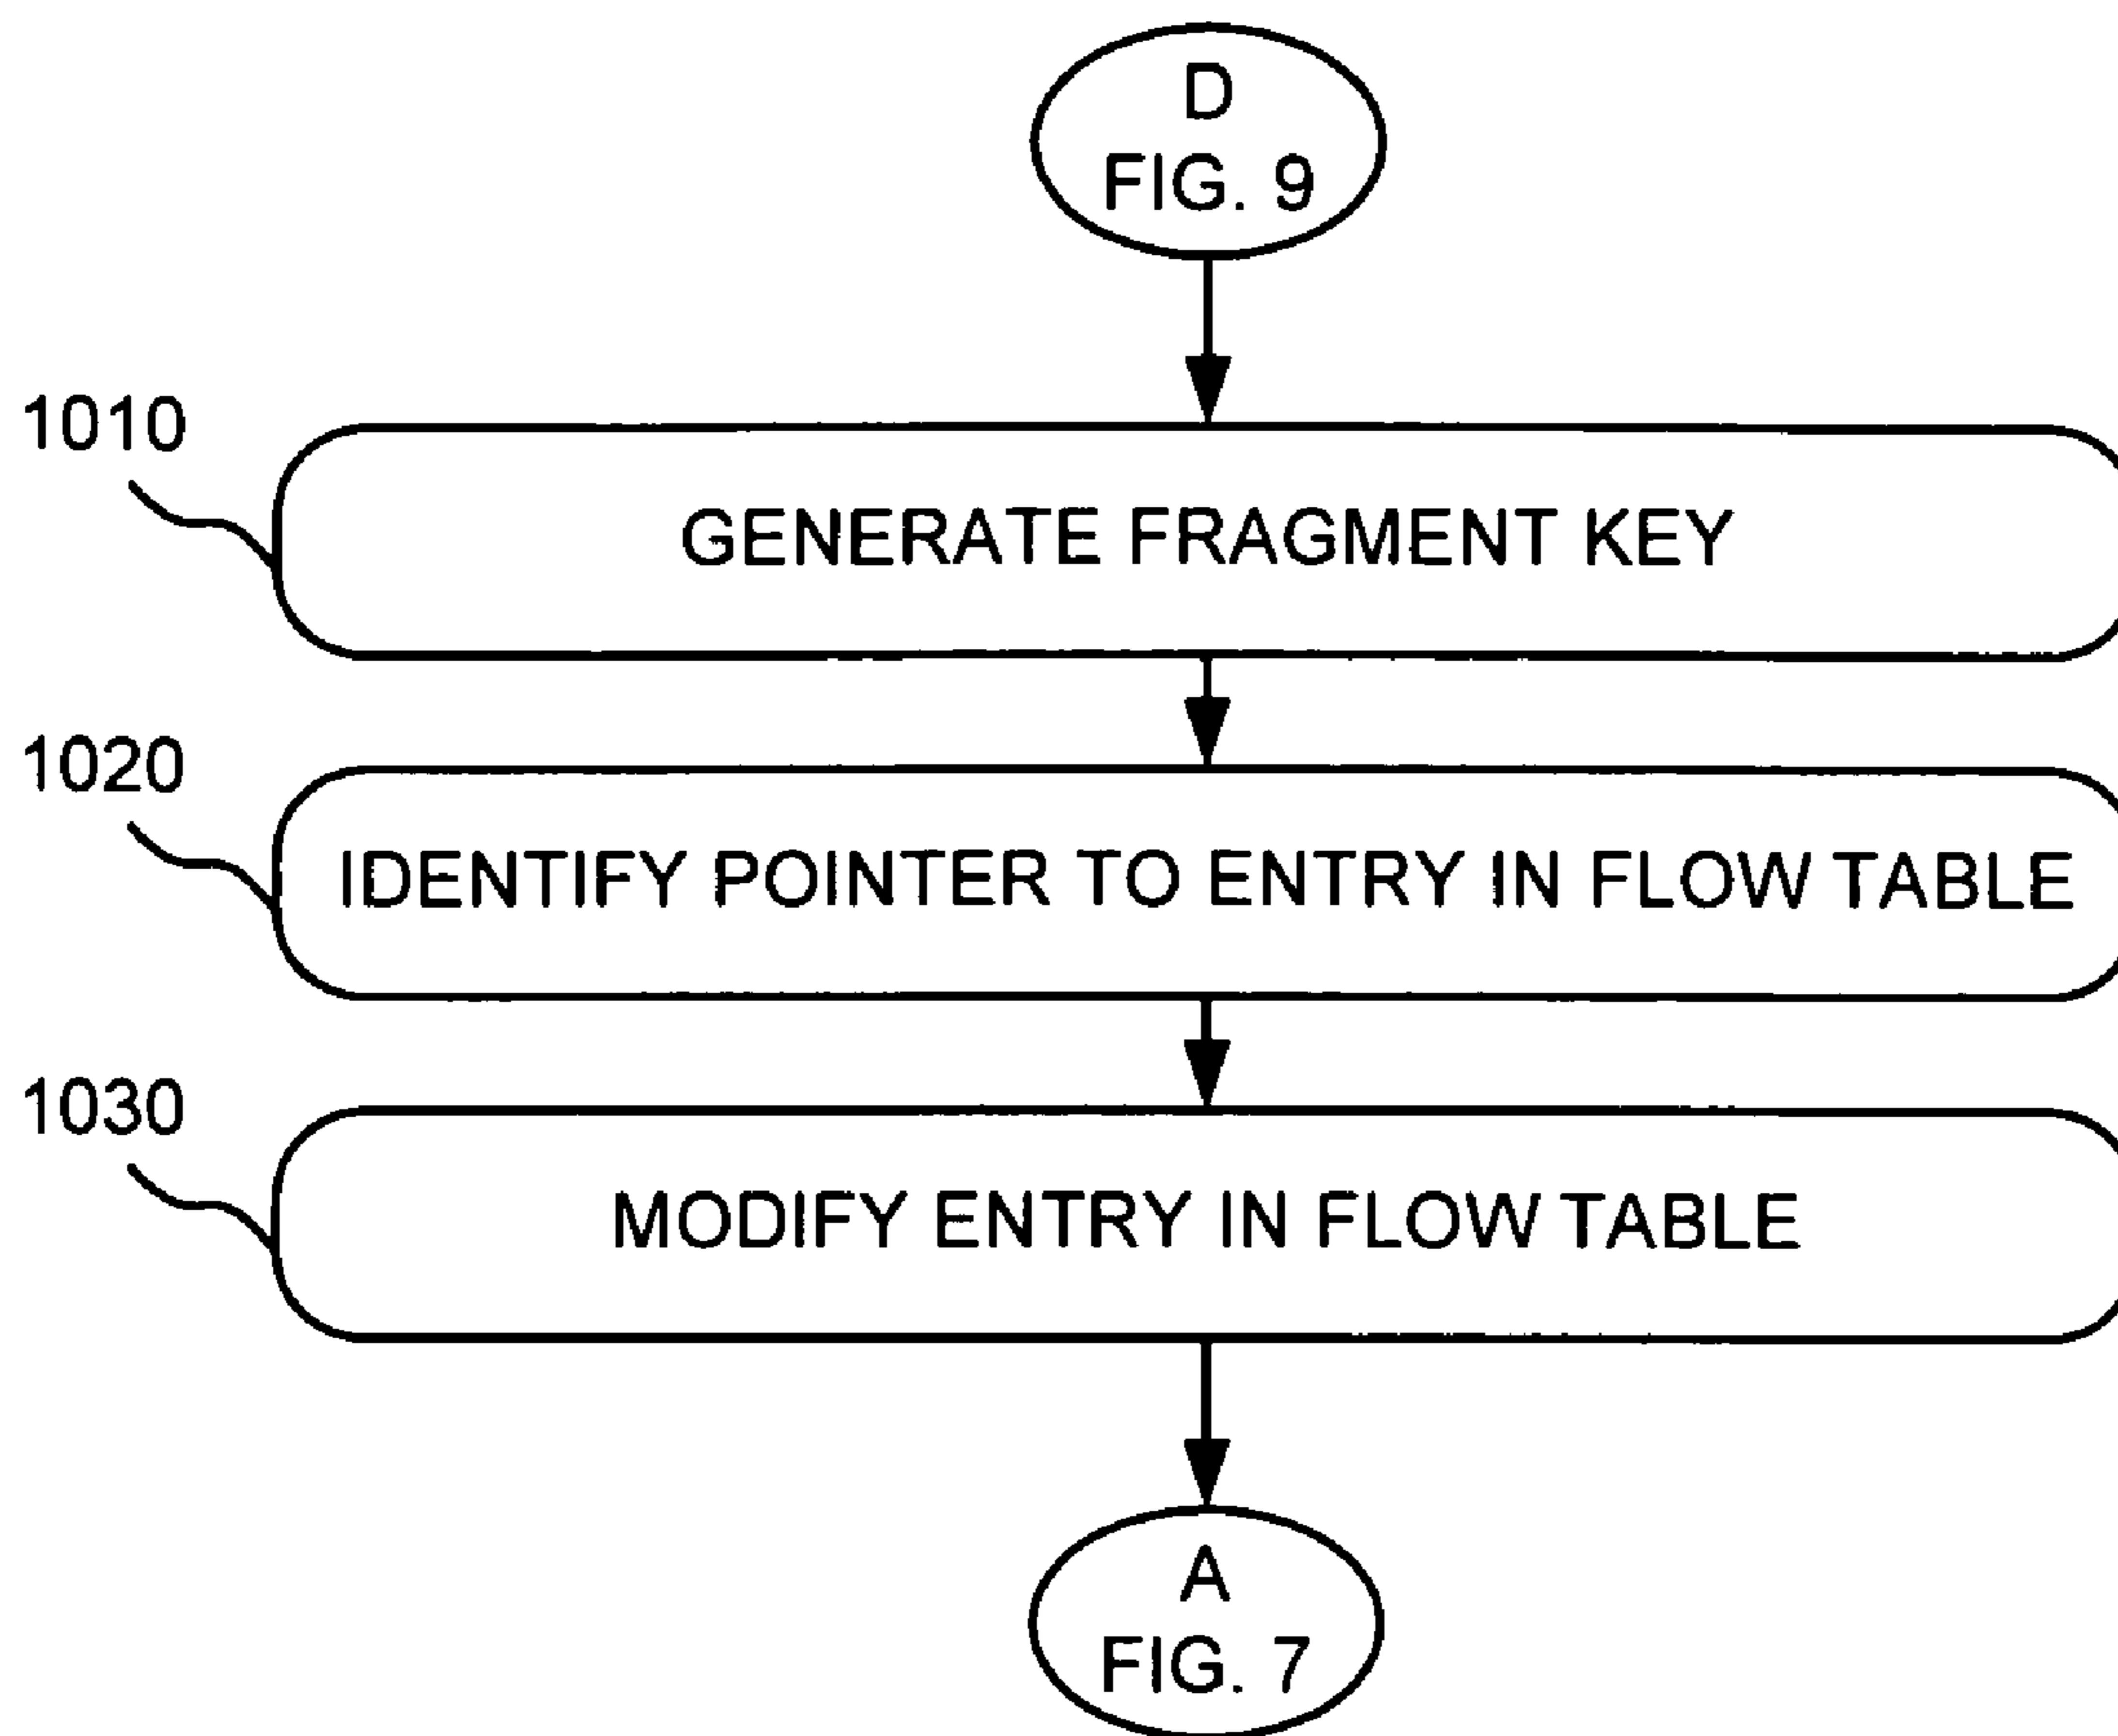 D
FIG. 9
1010
GENERATE FRAGMENT KEY
1020
IDENTIFY POINTER TO ENTRY IN FLOW TABLE
1030
MODIFY ENTRY IN FLOW TABLE
A
FIG. 7